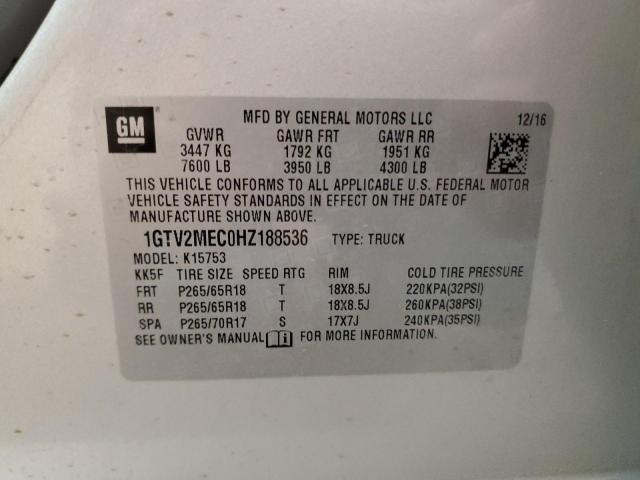 GM
®
MFD BY GENERAL MOTORS LLC 12/16
GVWR GAWR FRT GAWR RR
3447 KG 1792 KG 1951 KG
7600 LB 3950 LB 4300 LB
THIS VEHICLE CONFORMS TO ALL APPLICABLE U.S. FEDERAL MOTOR
VEHICLE SAFETY STANDARDS IN EFFECT ON THE DATE OF
MANUFACTURE SHOWN ABOVE.
1GTV2MEC0HZ188536 TYPE: TRUCK
MODEL: K15753
KK5F TIRE SIZE SPEED RTG RIM COLD TIRE PRESSURE
FRT P265/65R18 T 18X8.5J 220KPA(32PSI)
RR P265/65R18 T 18X8.5J 260KPA(38PSI)
SPA P265/70R17 S 17X7J 240KPA(35PSI)
SEE OWNER'S MANUAL i FOR MORE INFORMATION.